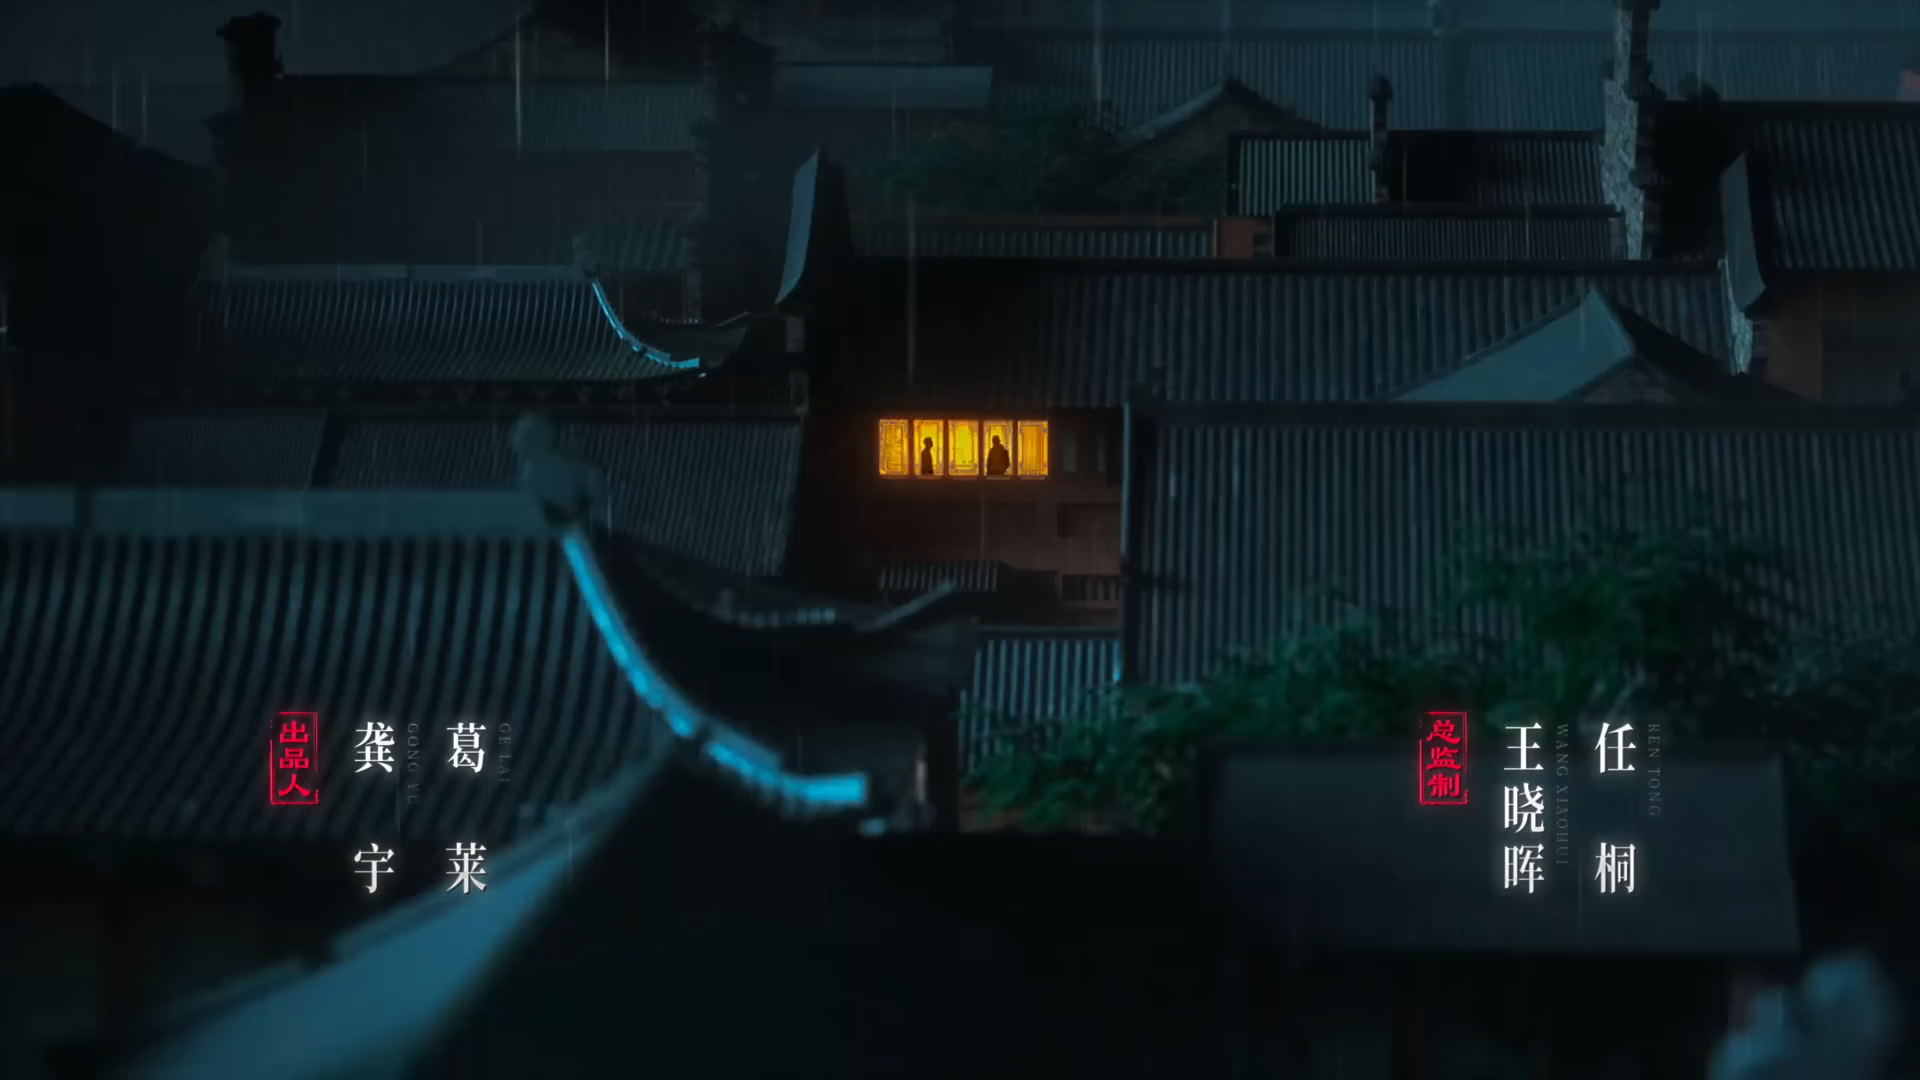 出品人
龚宇
GONG YU
葛莱
GE LAI
总监制
王晓晖
WANG XIAOHUI
任桐
REN TONG